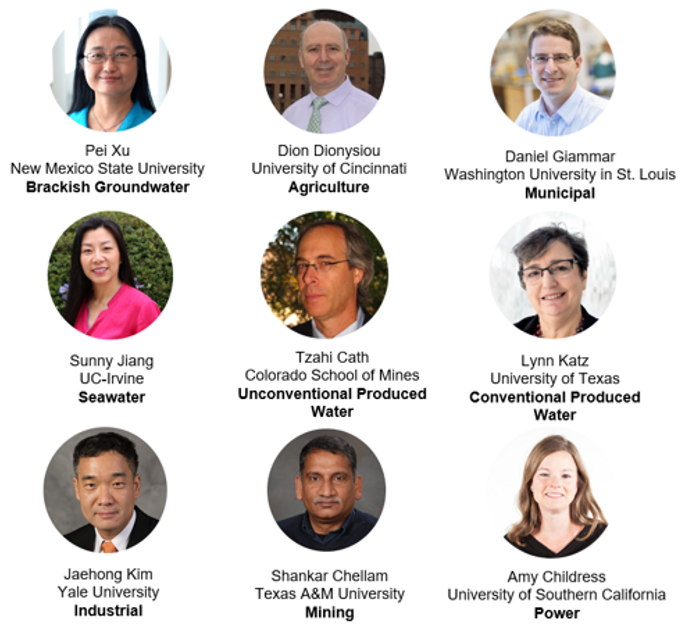 Pei Xu
New Mexico State University
Brackish Groundwater
Dion Dionysiou
University of Cincinnati
Agriculture
Daniel Giammar
Washington University in St. Louis
Municipal
Sunny Jiang
UC-Irvine
Seawater
Tzahi Cath
Colorado School of Mines
Unconventional Produced
Water
Lynn Katz
University of Texas
Conventional Produced
Water
Jaehong Kim
Yale University
Industrial
Shankar Chellam
Texas A&M University
Mining
Amy Childress
University of Southern California
Power